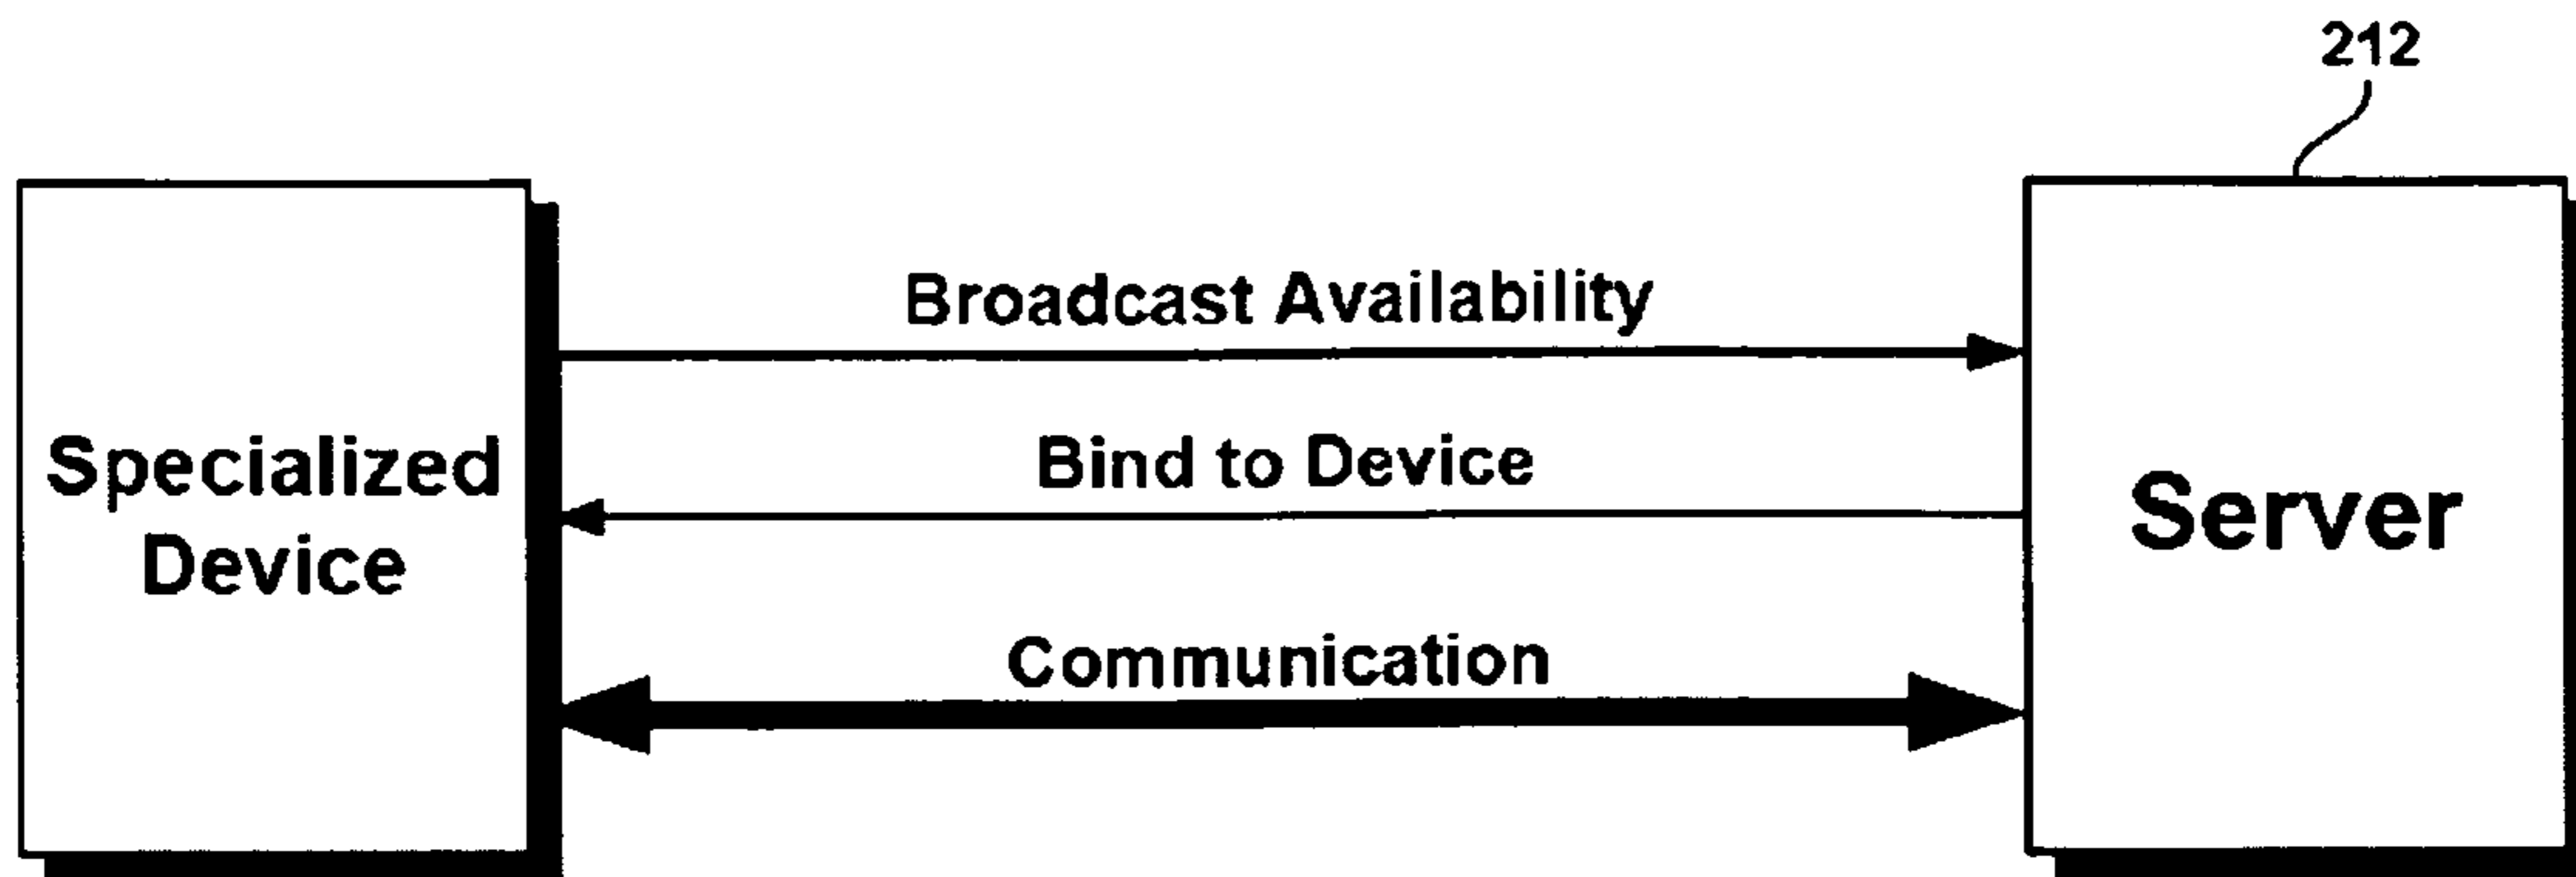 212
Broadcast Availability
Bind to Device
Specialized
Device
Server
Communication